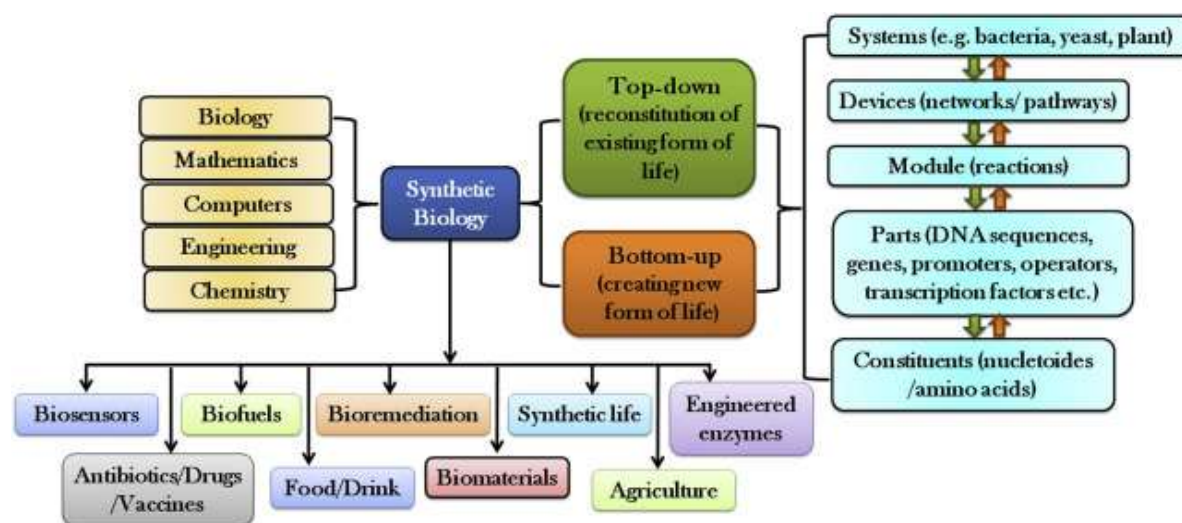 Biology
Mathematics
Computers
Engineering
Chemistry
Synthetic
Biology
Top-down
(reconstitution of
existing form of
life)
Bottom-up
(creating new
form of life)
Systems (e.g. bacteria, yeast, plant)
Devices (networks/ pathways)
Module (reactions)
Parts (DNA sequences,
genes, promoters, operators,
transcription factors etc.)
Constituents (nucletoides
/amino acids)
Biosensors
Biofuels
Bioremediation
Synthetic life
Engineered
enzymes
Antibiotics/Drugs
/Vaccines
Food/Drink
Biomaterials
Agriculture